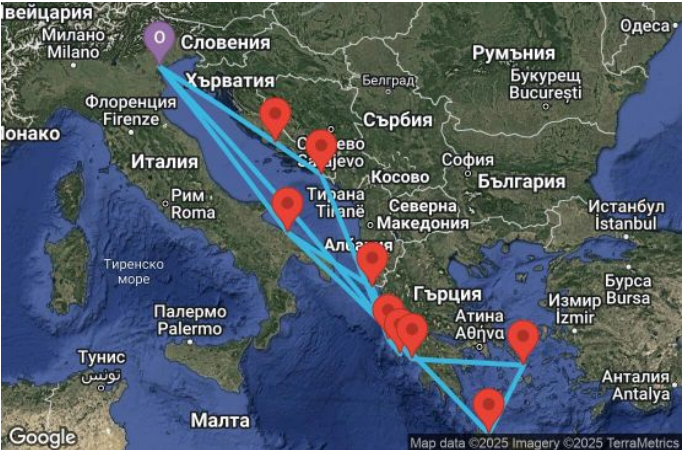 вейцария
Милано
Milano
O
Словения
Одеса
Румъния
Хърватия
Белград
Букурещ
București
Флоренция
Firenze
Сърбия
Монако
Италия
Sarajevo
София
Косово
България
Рим
Roma
Тирана
Tiranë
Северна
Македония
Истанбул
İstanbul
Албания
Тиренско
море
Гърция
Бурса
Bursa
Измир
İzmir
Атина
Αθήνα
Палермо
Palermo
Тунис
تونس
Анталия
Antalya
Малта
Google
Map data ©2025 Imagery ©2025 TerraMetrics